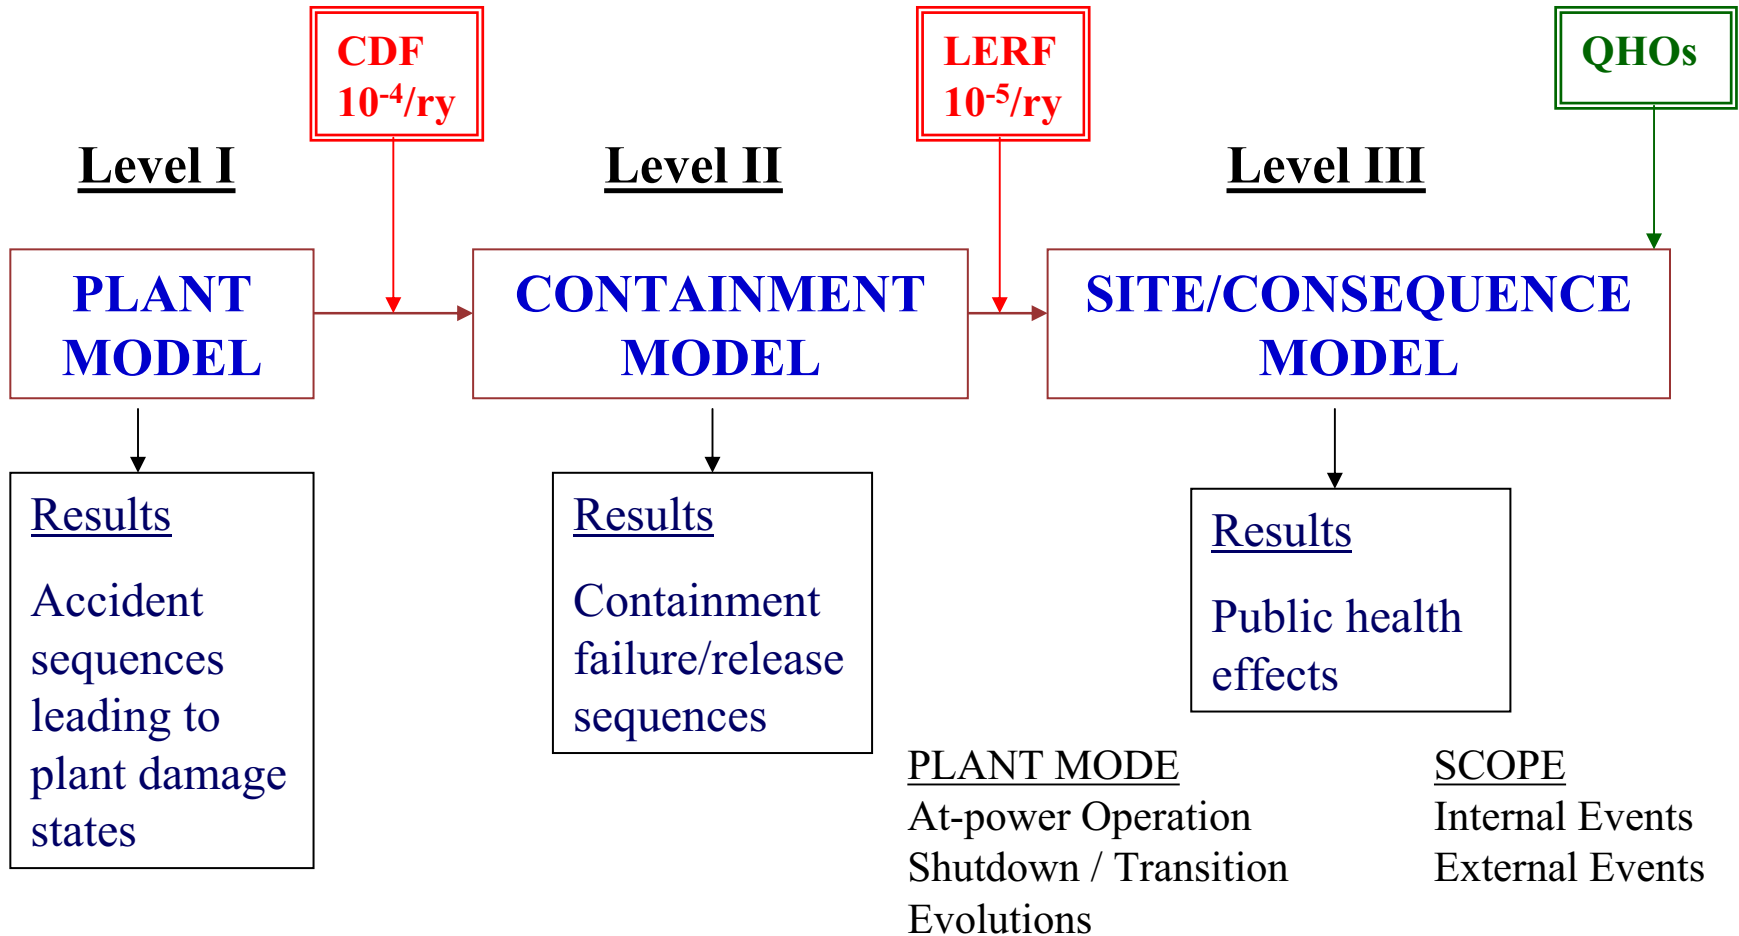 CDF
10⁻⁴/ry
LERF
10⁻⁵/ry
QHOs
Level I
Level II
Level III
PLANT
MODEL
CONTAINMENT
MODEL
SITE/CONSEQUENCE
MODEL
Results
Accident
sequences
leading to
plant damage
states
Results
Containment
failure/release
sequences
Results
Public health
effects
PLANT MODE
At-power Operation
Shutdown / Transition
Evolutions
SCOPE
Internal Events
External Events